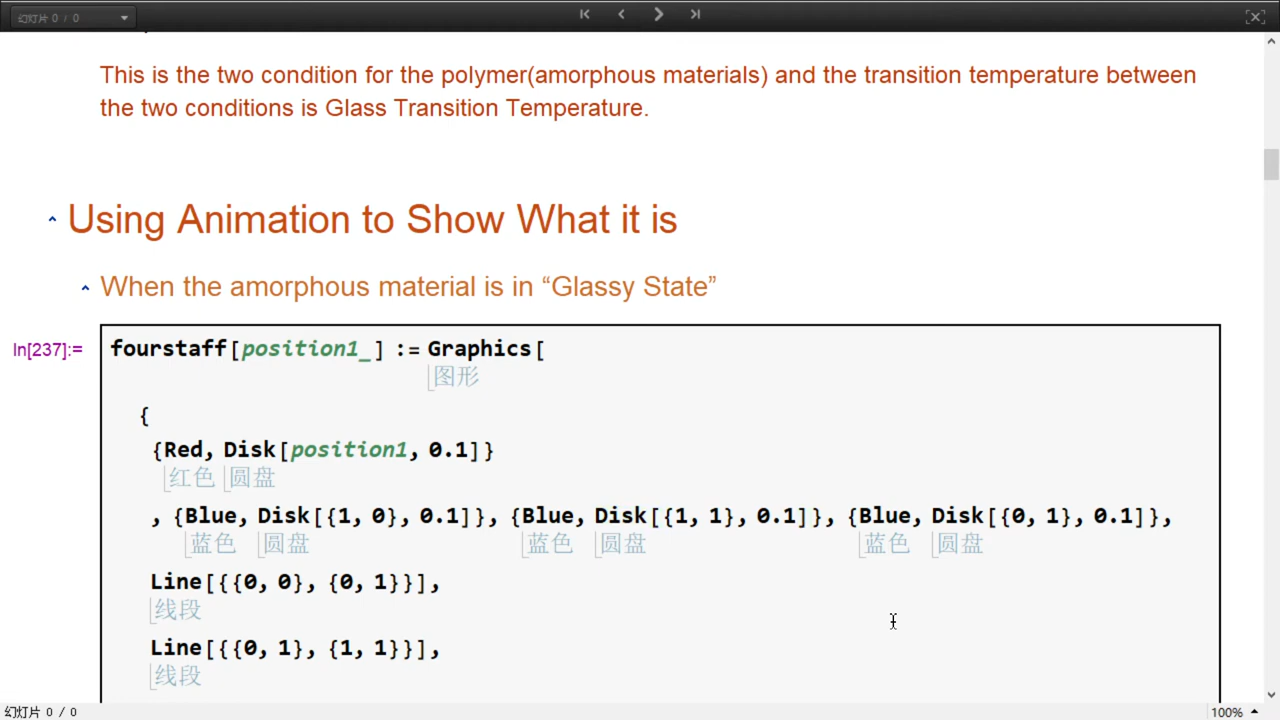 幻灯片 0 / 0
This is the two condition for the polymer(amorphous materials) and the transition temperature between
the two conditions is Glass Transition Temperature.
Using Animation to Show What it is
When the amorphous material is in “Glassy State”
In[237]:= fourstaff[position1_] := Graphics[
图形
{
{Red, Disk[position1, 0.1]}
红色 圆盘
, {Blue, Disk[{1, 0}, 0.1]}, {Blue, Disk[{1, 1}, 0.1]}, {Blue, Disk[{0, 1}, 0.1]},
蓝色 圆盘 蓝色 圆盘 蓝色 圆盘
Line[{{0, 0}, {0, 1}}],
线段
Line[{{0, 1}, {1, 1}}],
线段
幻灯片 0 / 0 100%